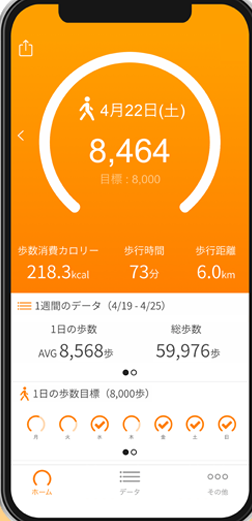 4月22日(土)
8,464
目標 : 8,000
歩数消費カロリー 歩行時間 歩行距離
218.3kcal 73分 6.0km
1週間のデータ（4/19 - 4/25）
1日の歩数 総歩数
AVG 8,568歩 59,976歩
1日の歩数目標（8,000歩）
月 火 水 木 金 土 日
ホーム データ その他